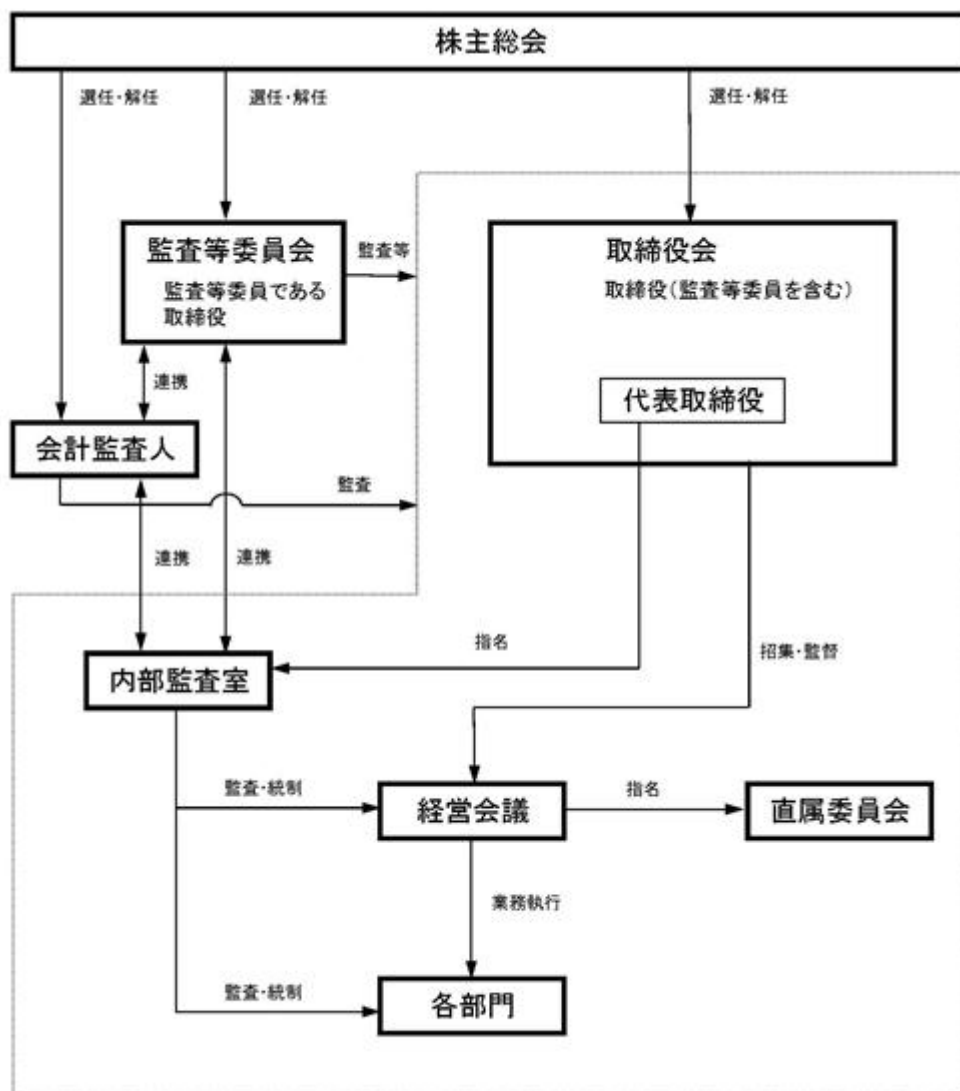 株主総会
選任・解任
選任・解任
選任・解任
監査等委員会
監査等委員である
取締役
監査等
取締役会
取締役(監査等委員を含む)
代表取締役
連携
会計監査人
監査
連携
連携
指名
招集・監督
内部監査室
監査・統制
経営会議
指名
直属委員会
業務執行
監査・統制
各部門